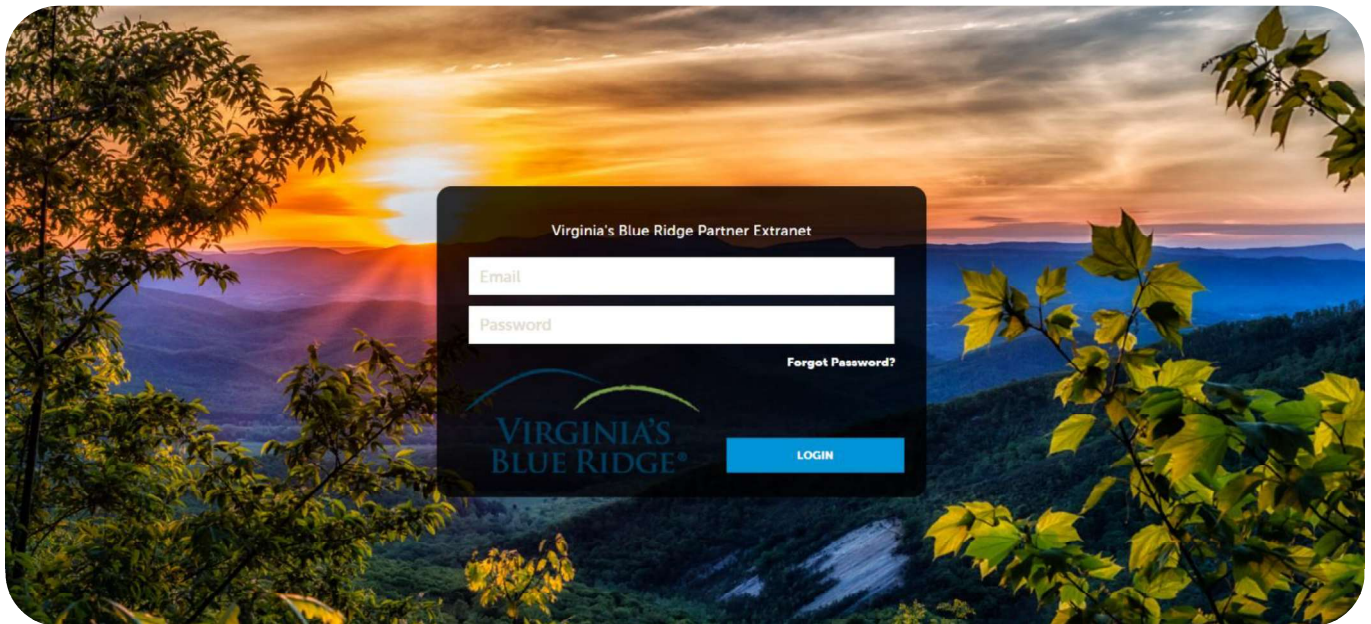 Virginia's Blue Ridge Partner Extranet
Email
Password
Forgot Password?
VIRGINIA'S
BLUE RIDGE®
LOGIN